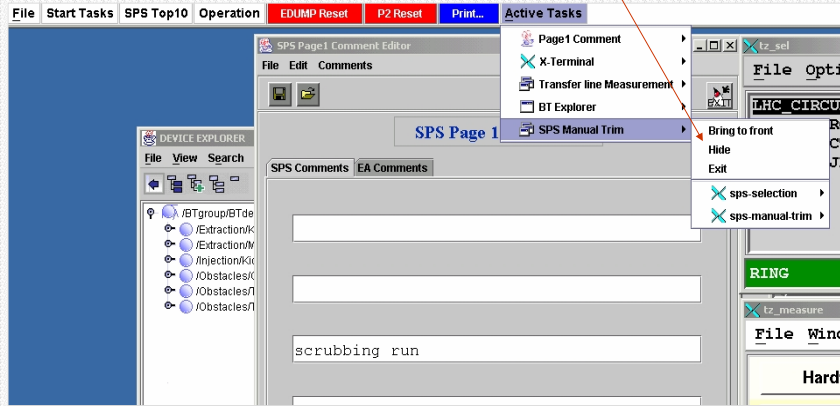 File Start Tasks SPS Top10 Operation EDUMP Reset P2 Reset Print... Active Tasks
SPS Page1 Comment Editor
File Edit Comments
EXIT
SPS Page 1
SPS Comments EA Comments
scrubbing run
Page1 Comment
X-Terminal
Transfer line Measurement
BT Explorer
SPS Manual Trim
Bring to front
Hide
Exit
sps-selection
sps-manual-trim
DEVICE EXPLORER
File View Search
/BTgroup/BTde
/Extraction/K
/Extraction/M
/Injection/Kic
/Obstacles/
/Obstacles/T
/Obstacles/T
tz_sel
File Opti
LHC_CIRCU
RING
tz_measure
File Wind
Hard